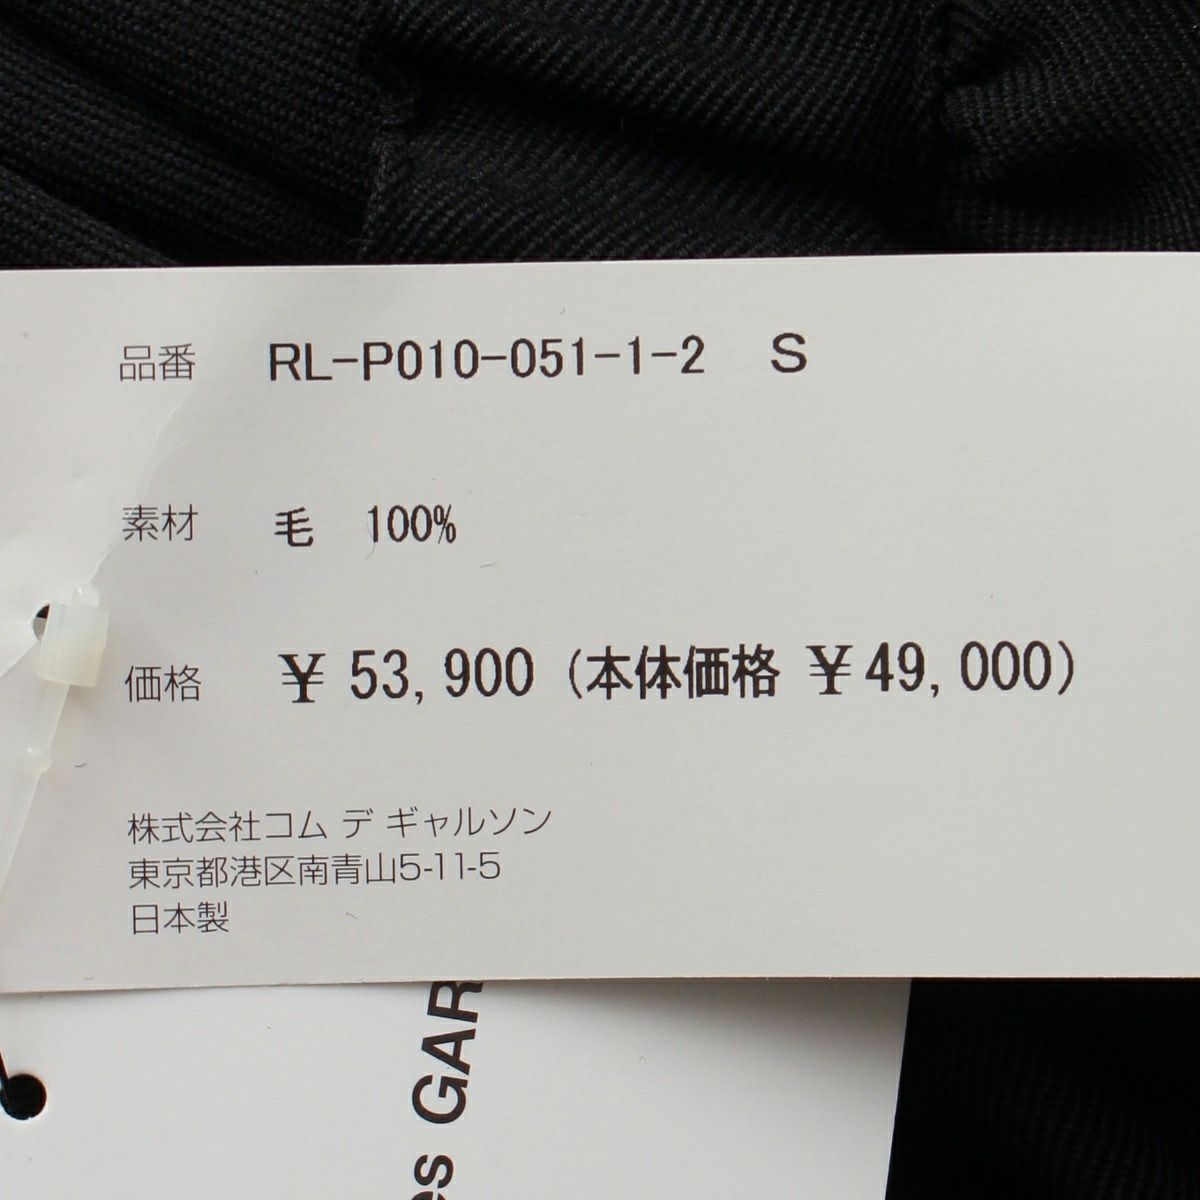 品番 RL-P010-051-1-2 S
素材 毛 100%
価格 ¥ 53,900 (本体価格 ¥49,000)
株式会社コム デ ギャルソン
東京都港区南青山5-11-5
日本製
es GAR